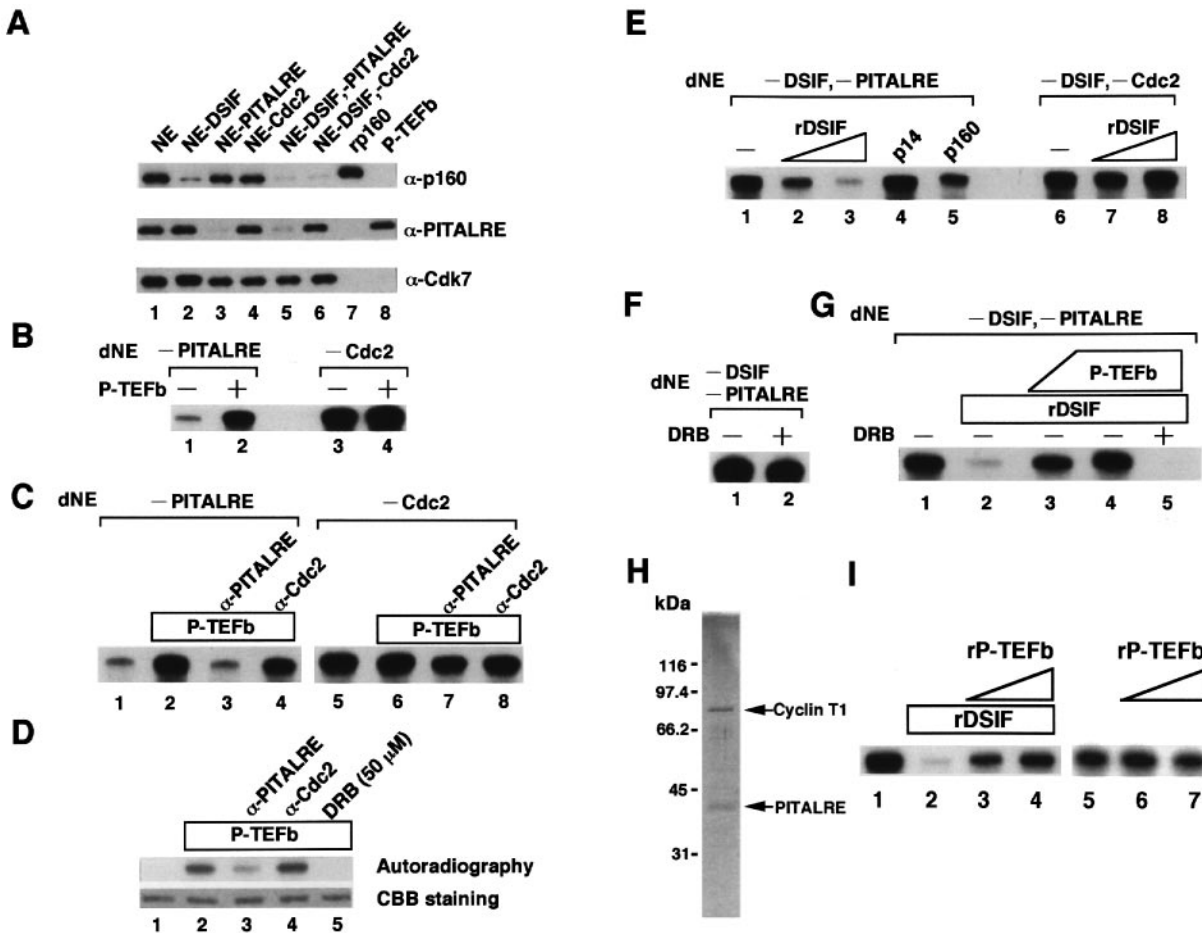 A
NE
NE-DSIF
NE-PITALRE
NE-Cdc2
NE-DSIF,-PITALRE
NE-DSIF,-Cdc2
rp160
P-TEFb
α-p160
α-PITALRE
α-Cdk7
1 2 3 4 5 6 7 8
B
dNE −PITALRE −Cdc2
P-TEFb − + − +
1 2 3 4
C
dNE −PITALRE −Cdc2
α-PITALRE α-Cdc2 α-PITALRE α-Cdc2
P-TEFb P-TEFb
1 2 3 4 5 6 7 8
D
α-PITALRE
α-Cdc2
DRB (50 μM)
P-TEFb
Autoradiography
CBB staining
1 2 3 4 5
E
dNE −DSIF,−PITALRE −DSIF,−Cdc2
− rDSIF p14 p160 − rDSIF
1 2 3 4 5 6 7 8
F
dNE −DSIF
−PITALRE
DRB − +
1 2
G
dNE −DSIF,−PITALRE
P-TEFb
rDSIF
DRB − − − − +
1 2 3 4 5
H
kDa
116
97.4
Cyclin T1
66.2
45
PITALRE
31
I
rP-TEFb rP-TEFb
rDSIF
1 2 3 4 5 6 7